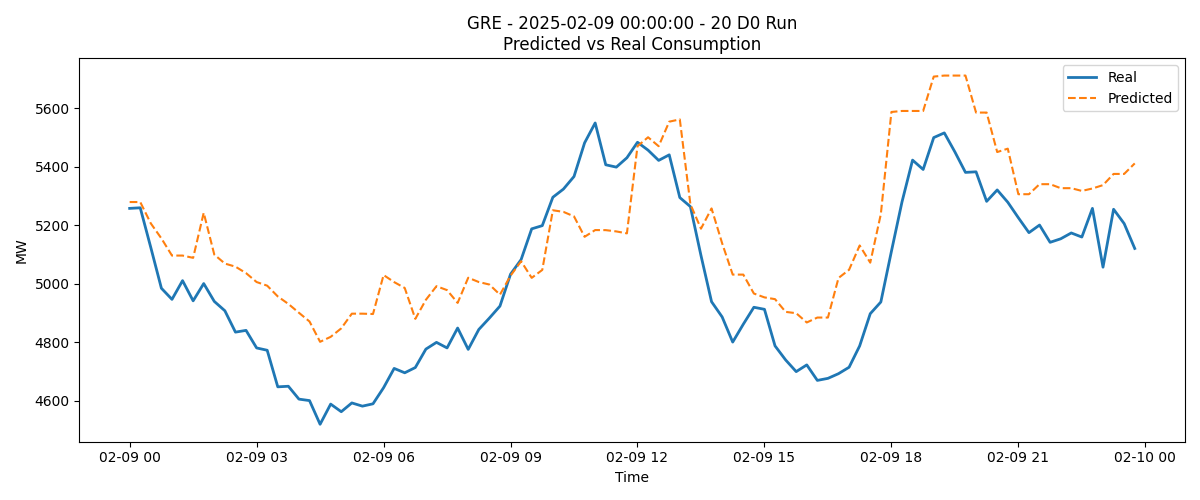 GRE - 2025-02-09 00:00:00 - 20 D0 Run
Predicted vs Real Consumption
Real
Predicted
MW
5600
5400
5200
5000
4800
4600
02-09 00
02-09 03
02-09 06
02-09 09
02-09 12
02-09 15
02-09 18
02-09 21
02-10 00
Time